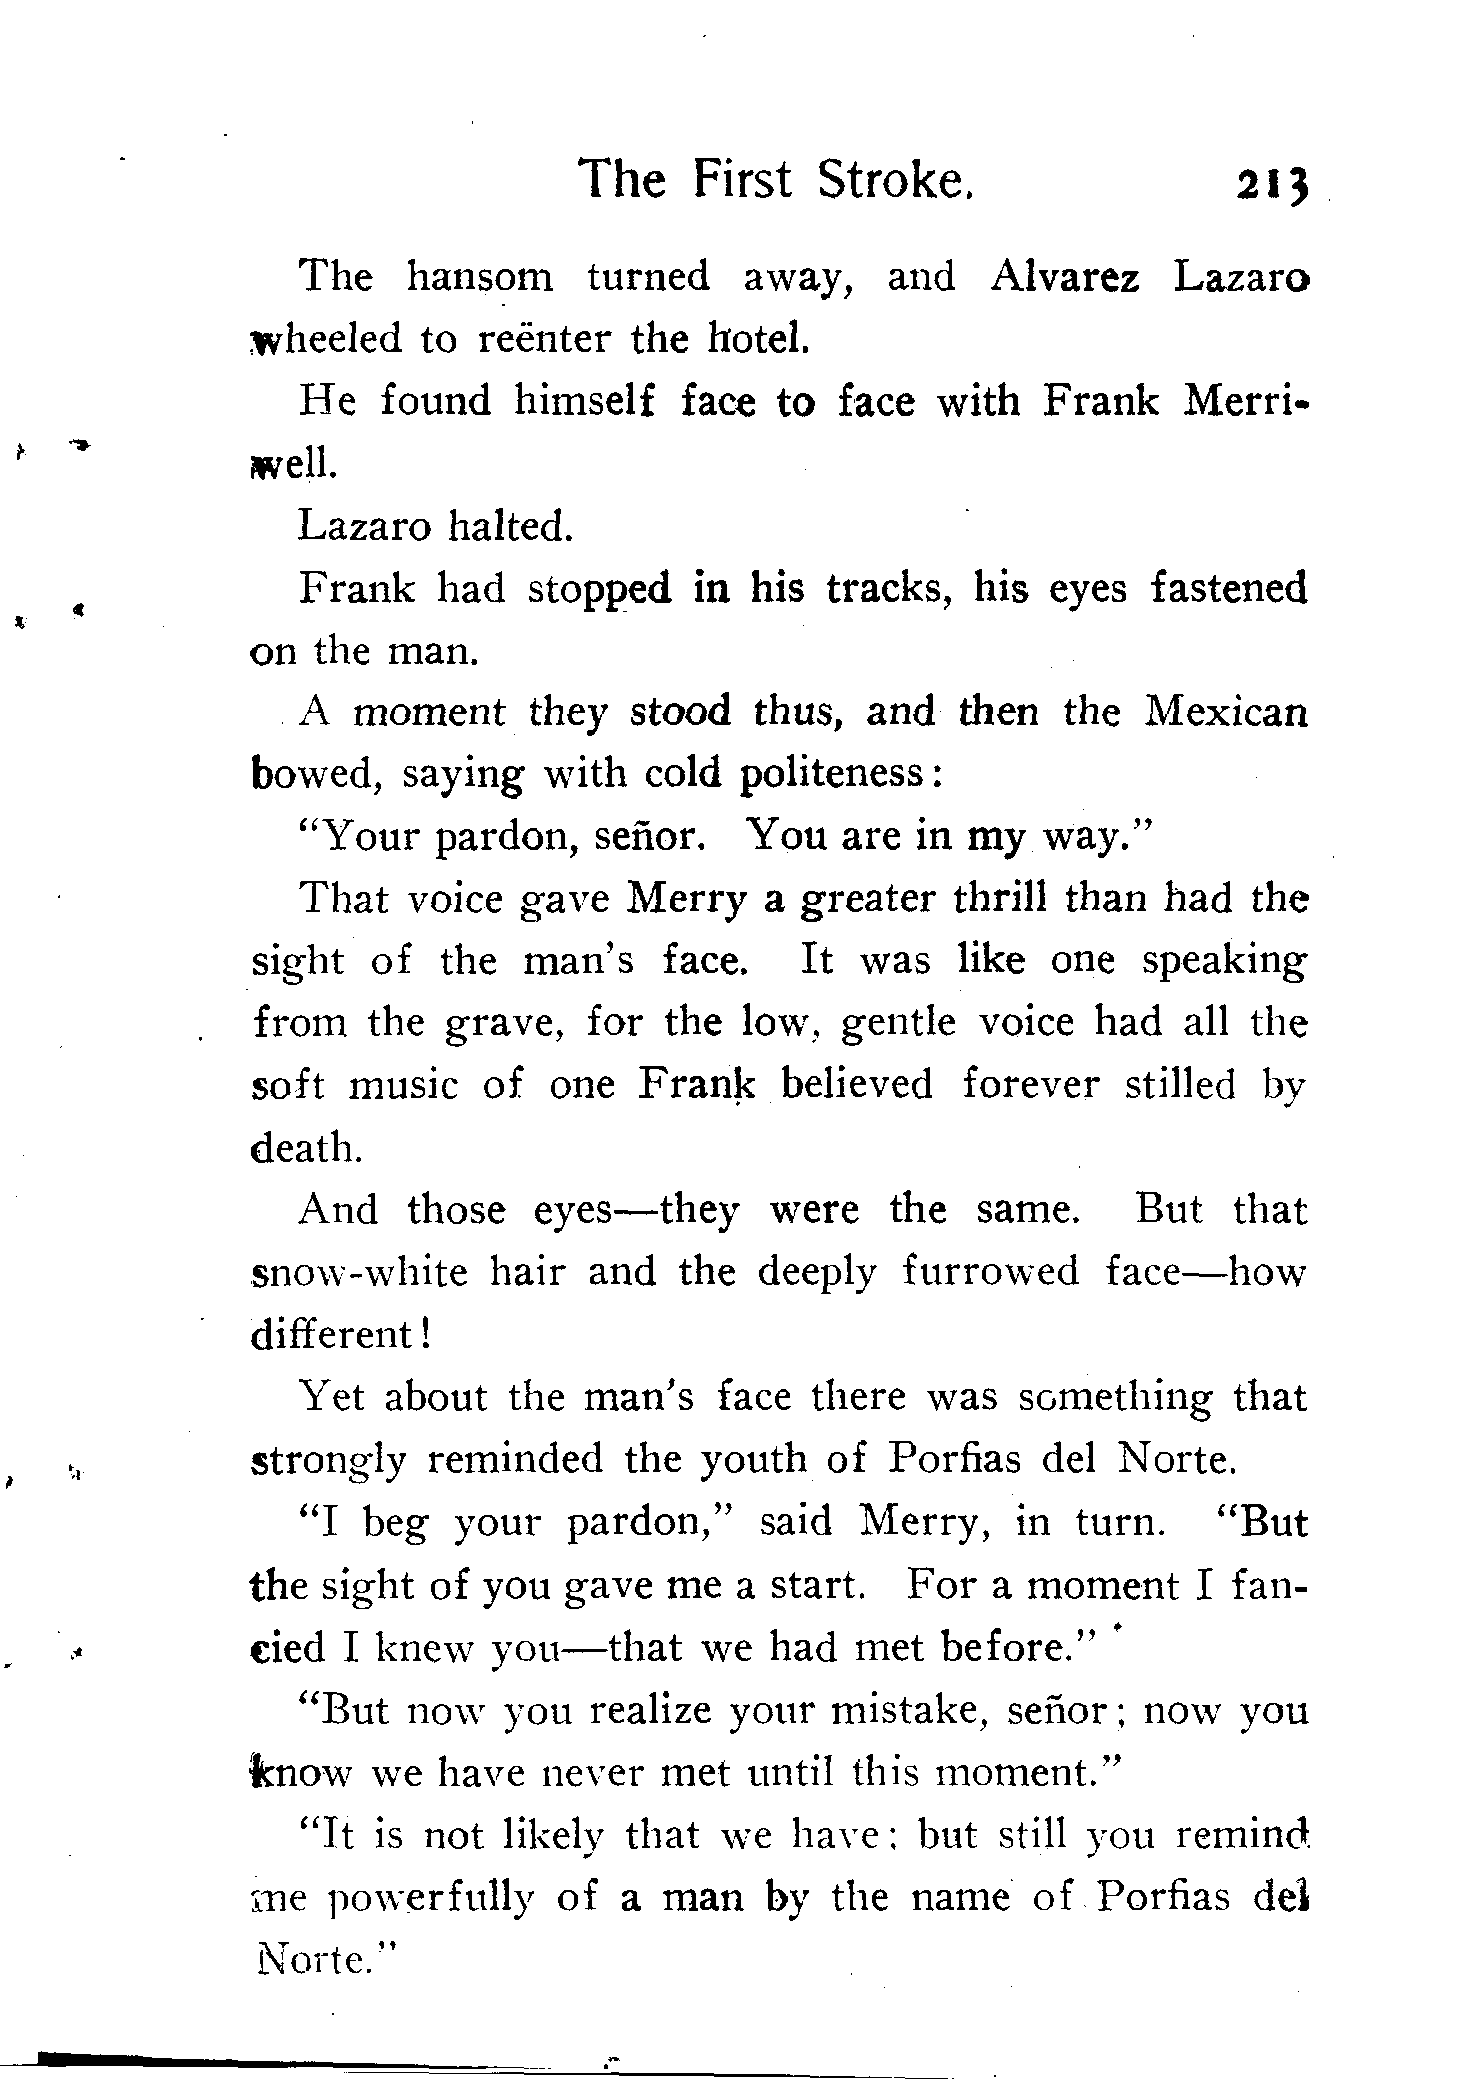 The First Stroke. 213
The hansom turned away, and Alvarez Lazaro
wheeled to reënter the hotel.
He found himself face to face with Frank Merri-
well.
Lazaro halted.
Frank had stopped in his tracks, his eyes fastened
on the man.
A moment they stood thus, and then the Mexican
bowed, saying with cold politeness:
“Your pardon, señor. You are in my way.”
That voice gave Merry a greater thrill than had the
sight of the man’s face. It was like one speaking
from the grave, for the low, gentle voice had all the
soft music of one Frank believed forever stilled by
death.
And those eyes—they were the same. But that
snow-white hair and the deeply furrowed face—how
different!
Yet about the man’s face there was something that
strongly reminded the youth of Porfias del Norte.
“I beg your pardon,” said Merry, in turn. “But
the sight of you gave me a start. For a moment I fan-
cied I knew you—that we had met before.”
“But now you realize your mistake, señor; now you
know we have never met until this moment.”
“It is not likely that we have; but still you remind
me powerfully of a man by the name of Porfias del
Norte.”